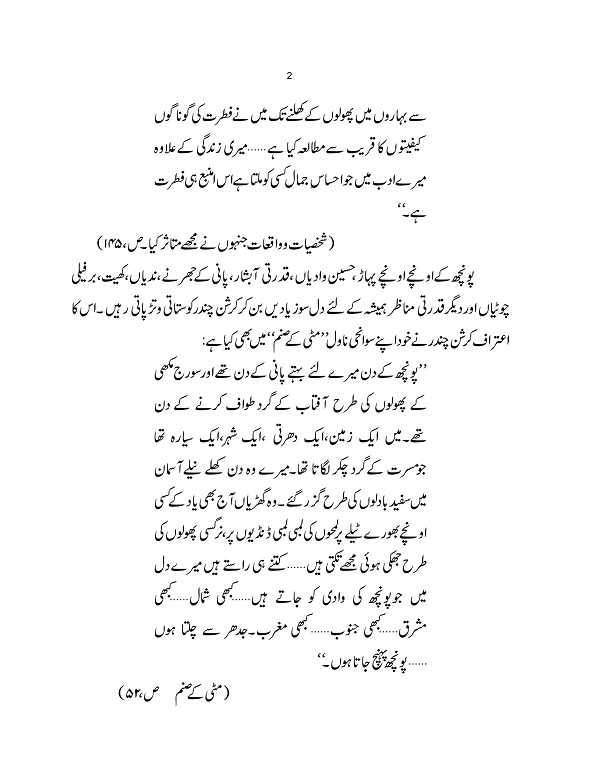 2
سے بہاروں میں پھولوں کے کھلنے تک میں نے فطرت کی گوناگوں
کیفیتوں کا قریب سے مطالعہ کیا ہے......میری زندگی کے علاوہ
میرے ادب میں جو احساسِ جمال کسی کو ملتا ہے اس امنبع ہی فطرت
ہے۔‘‘
(شخصیات وواقعات جنہوں نے مجھے متاثر کیا۔ص،۱۴۵)
پونچھ کے اونچے اونچے پہاڑ،حسین وادیاں،قدرتی آبشار،پانی کے جھرنے،ندیاں،کھیت،برفیلی
چوٹیاں اور دیگر قدرتی مناظر ہمیشہ کے لئے دل سوز یادیں بن کر کرشن چندر کو ستاتی وتڑپاتی رہیں۔اس کا
اعتراف کرشن چندر نے خود اپنے سوانحی ناول’’مٹی کے صنم‘‘میں بھی کیا ہے:
’’پونچھ کے دن میرے لئے بہتے پانی کے دن تھے اور سورج مکھی
کے پھولوں کی طرح آفتاب کے گرد طواف کرنے کے دن
تھے۔میں ایک زمین،ایک دھرتی ،ایک شہر،ایک سیارہ تھا
جو مسرت کے گرد چکر لگاتا تھا۔میرے وہ دن کھلے نیلے آسمان
میں سفید بادلوں کی طرح گزر گئے۔وہ گھڑیاں آج بھی یاد کے کسی
اونچے بھورے ٹیلے پر لمحوں کی لمبی لمبی ڈنڈیوں پر،نرگسی پھولوں کی
طرح جھکی ہوئی مجھے تکتی ہیں......کتنے ہی راستے ہیں میرے دل
میں جو پونچھ کی وادی کو جاتے ہیں......کبھی شمال......کبھی
مشرق......کبھی جنوب......کبھی مغرب۔جدھر سے چلتا ہوں
......پونچھ پہنچ جاتا ہوں۔‘‘
(مٹی کے صنم ص،۵۲)